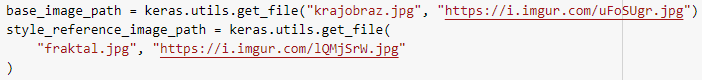 base_image_path = keras.utils.get_file("krajobraz.jpg", "https://i.imgur.com/uFoSUgr.jpg")
style_reference_image_path = keras.utils.get_file(
    "fraktal.jpg", "https://i.imgur.com/lQMjSrW.jpg"
)